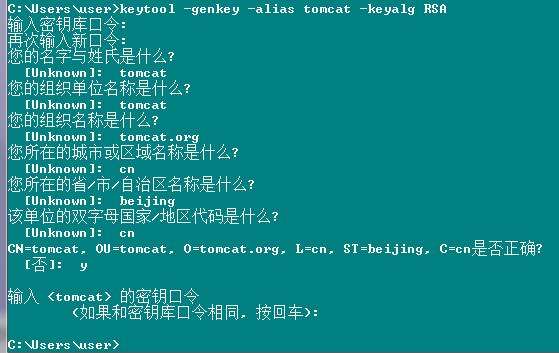 C:\Users\user>keytool -genkey -alias tomcat -keyalg RSA
输入密钥库口令:
再次输入新口令:
您的名字与姓氏是什么?
[Unknown]: tomcat
您的组织单位名称是什么?
[Unknown]: tomcat
您的组织名称是什么?
[Unknown]: tomcat.org
您所在的城市或区域名称是什么?
[Unknown]: cn
您所在的省/市/自治区名称是什么?
[Unknown]: beijing
该单位的双字母国家/地区代码是什么?
[Unknown]: cn
CN=tomcat, OU=tomcat, O=tomcat.org, L=cn, ST=beijing, C=cn是否正确?
[否]: y
输入 <tomcat> 的密钥口令
(如果和密钥库口令相同, 按回车):
C:\Users\user>